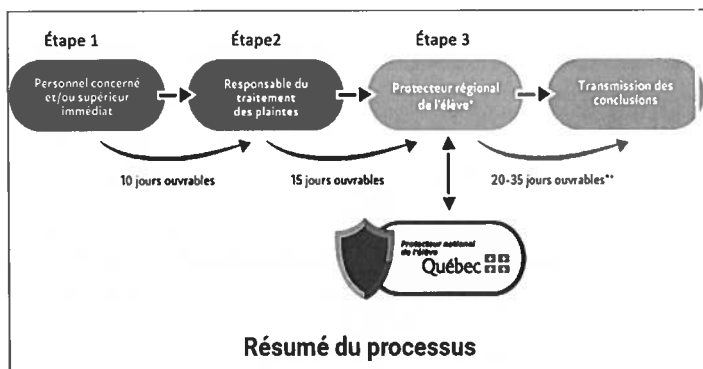 Étape 1
Étape2
Étape 3
Personnel concerné
et/ou supérieur
immédiat
Responsable du
traitement
des plaintes
Protecteur régional
de l'élève*
Transmission des
conclusions
10 jours ouvrables
15 jours ouvrables
20-35 jours ouvrables**
Protecteur national
de l'élève
Québec
Résumé du processus